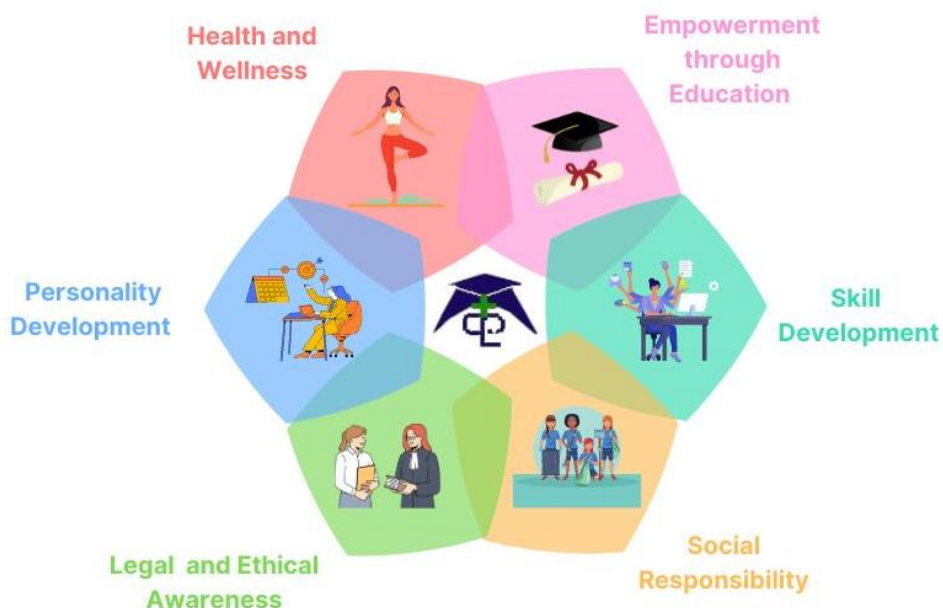 Health and
Wellness
Empowerment
through
Education
Personality
Development
Skill
Development
Legal and Ethical
Awareness
Social
Responsibility